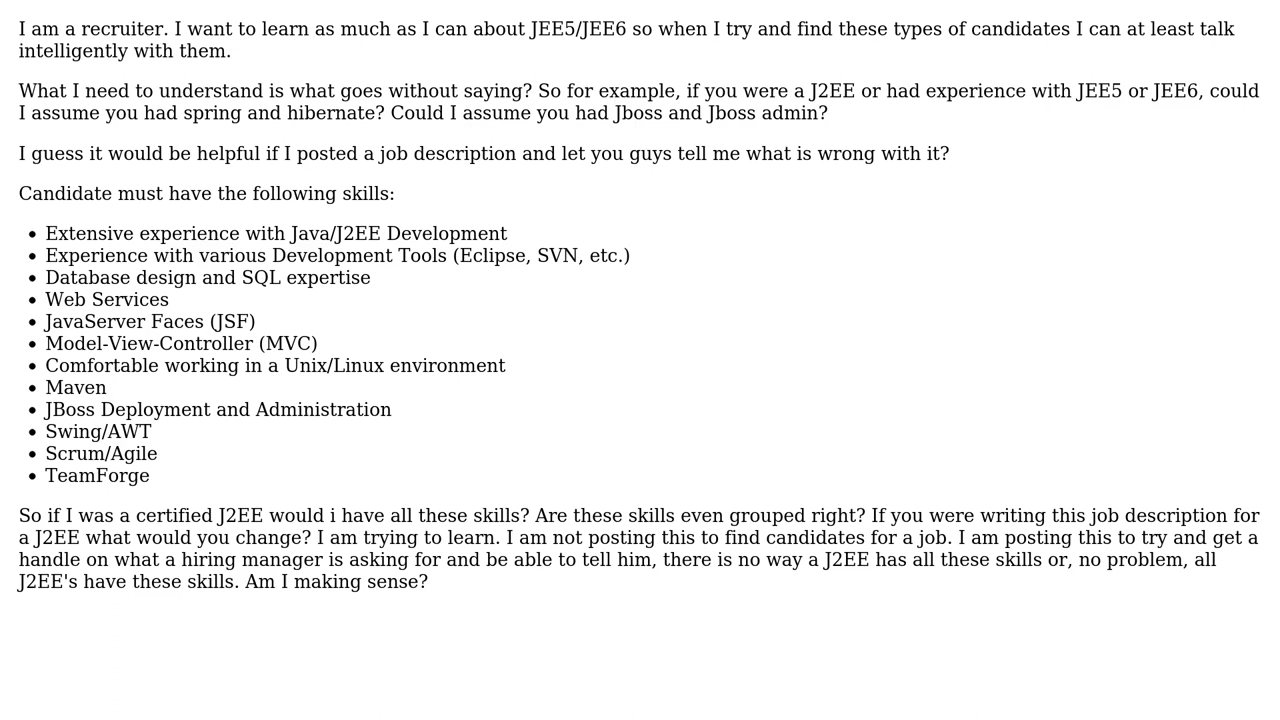 I am a recruiter. I want to learn as much as I can about JEE5/JEE6 so when I try and find these types of candidates I can at least talk
intelligently with them.
What I need to understand is what goes without saying? So for example, if you were a J2EE or had experience with JEE5 or JEE6, could
I assume you had spring and hibernate? Could I assume you had Jboss and Jboss admin?
I guess it would be helpful if I posted a job description and let you guys tell me what is wrong with it?
Candidate must have the following skills:
• Extensive experience with Java/J2EE Development
• Experience with various Development Tools (Eclipse, SVN, etc.)
• Database design and SQL expertise
• Web Services
• JavaServer Faces (JSF)
• Model-View-Controller (MVC)
• Comfortable working in a Unix/Linux environment
• Maven
• JBoss Deployment and Administration
• Swing/AWT
• Scrum/Agile
• TeamForge
So if I was a certified J2EE would i have all these skills? Are these skills even grouped right? If you were writing this job description for
a J2EE what would you change? I am trying to learn. I am not posting this to find candidates for a job. I am posting this to try and get a
handle on what a hiring manager is asking for and be able to tell him, there is no way a J2EE has all these skills or, no problem, all
J2EE's have these skills. Am I making sense?